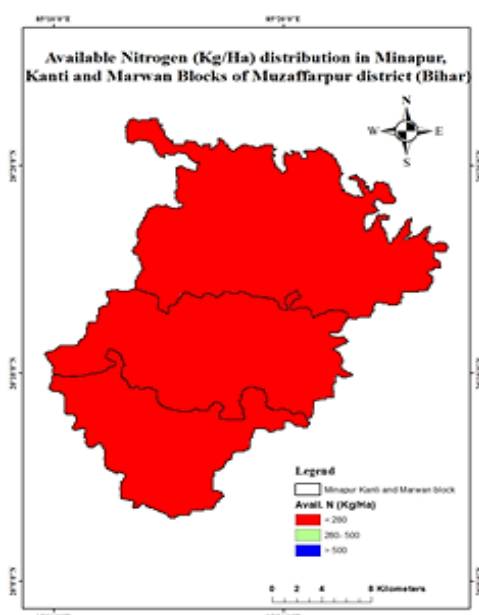 Available Nitrogen (Kg/Ha) distribution in Minapur,
Kanti and Marwan Blocks of Muzaffarpur district (Bihar)
N
W E
S
Legend
Minapur Kanti and Marwan block
Avail. N (Kg/Ha)
< 280
280- 500
> 500
0 2 4 8 Kilometers